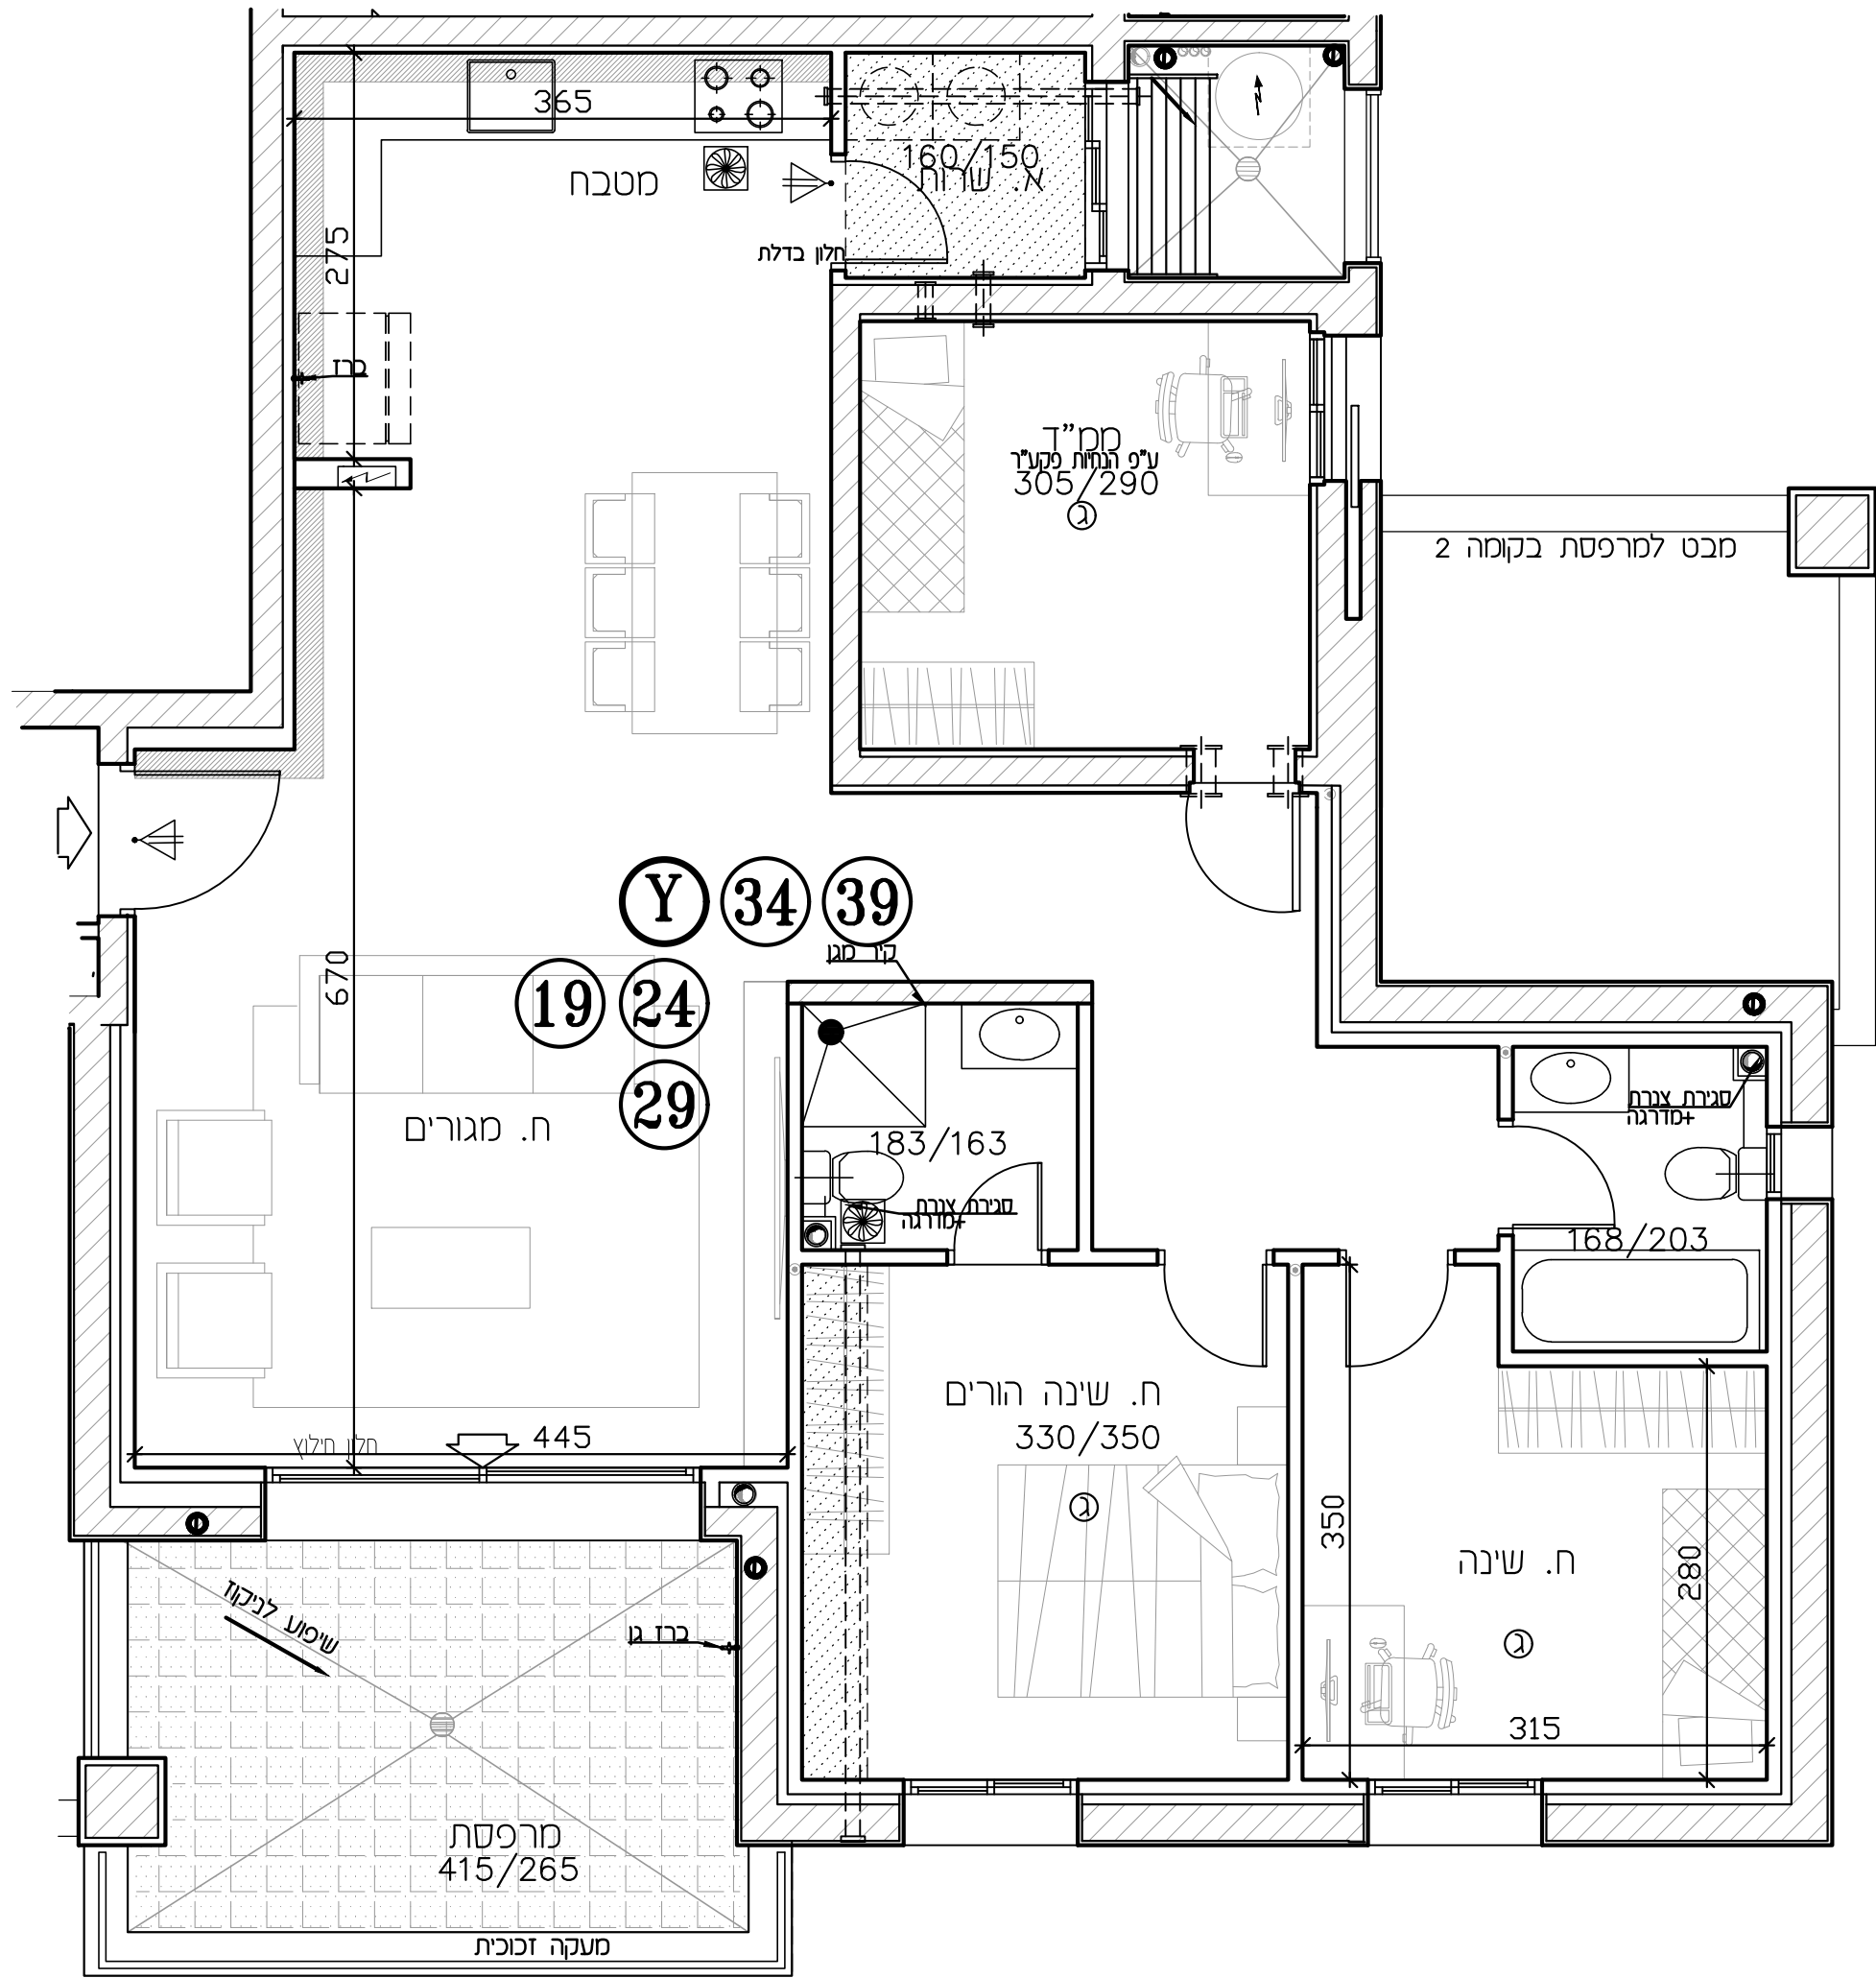 365
מטבח
160/150
א. שרות
חלון בדלת
275
ברז
ממ"ד
ע"פ הנחיות פקע"ר
305/290
ג
מבט למרפסת בקומה 2
Y 34 39
קיר מגן
19 24
29
670
ח. מגורים
183/163
סגירת צנרת
+מדרגה
סגירת צנרת
+מדרגה
168/203
ח. שינה הורים
330/350
ג
חלון חילוץ
445
350
ח. שינה
280
ג
315
שיפוע לניקוז
ברז גן
מרפסת
415/265
מעקה זכוכית